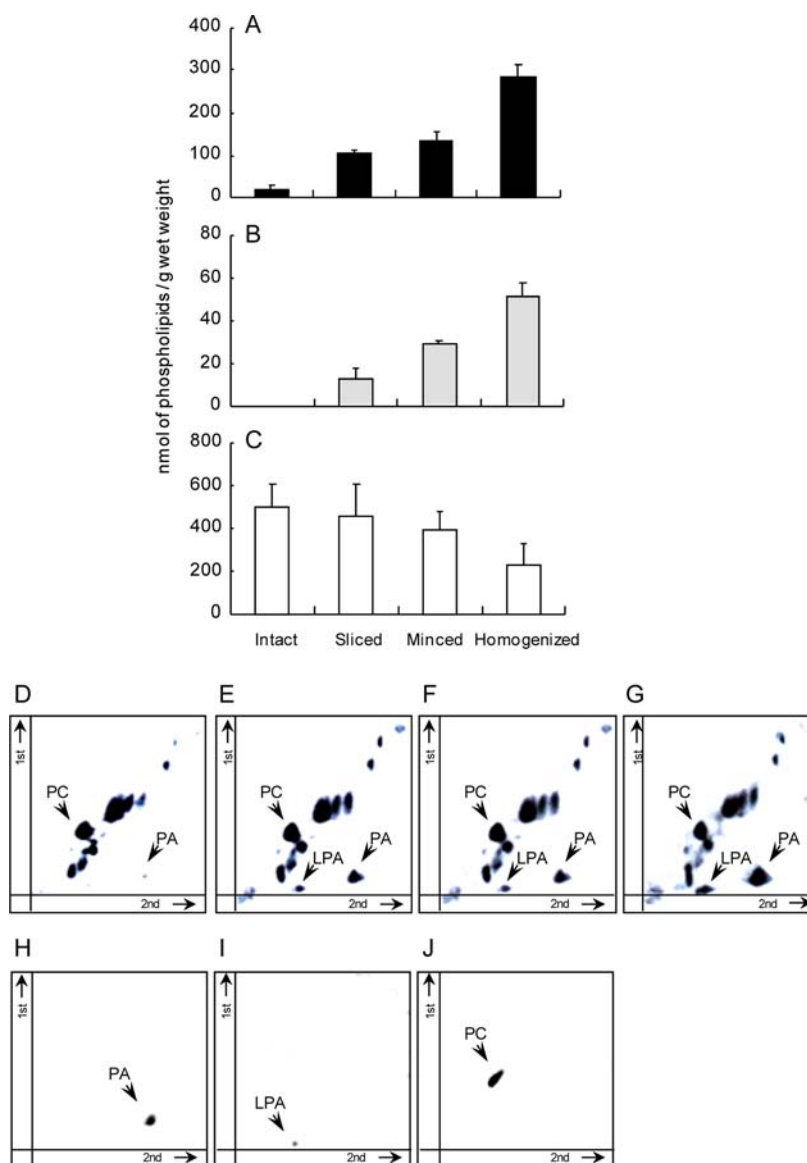 A
400
300
200
100
0
B
80
60
40
20
0
C
800
600
400
200
0
nmol of phospholipids / g wet weight
Intact Sliced Minced Homogenized
D E F G
1st PC PA 2nd
1st PC LPA PA 2nd
1st PC LPA PA 2nd
1st PC LPA PA 2nd
H I J
1st PA 2nd
1st LPA 2nd
1st PC 2nd